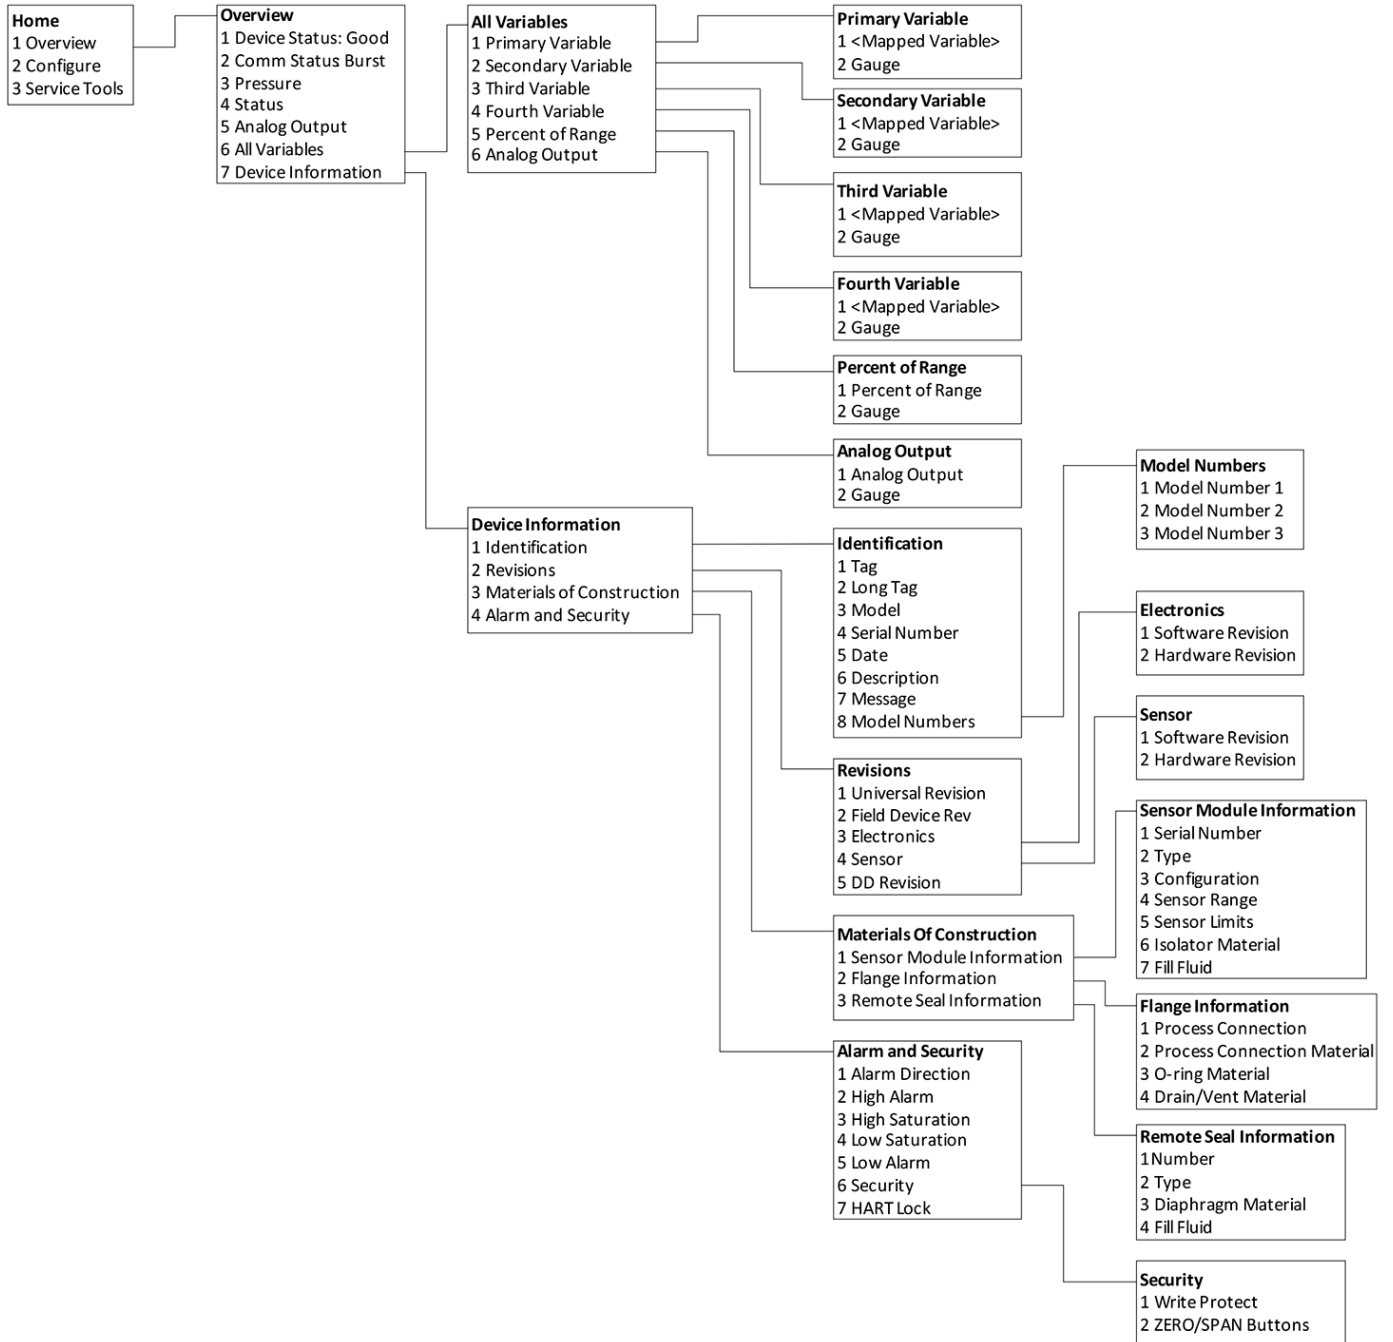 Home
1 Overview
2 Configure
3 Service Tools
Overview
1 Device Status: Good
2 Comm Status: Burst
3 Pressure
4 Status
5 Analog Output
6 All Variables
7 Device Information
All Variables
1 Primary Variable
2 Secondary Variable
3 Third Variable
4 Fourth Variable
5 Percent of Range
6 Analog Output
Primary Variable
1 <Mapped Variable>
2 Gauge
Secondary Variable
1 <Mapped Variable>
2 Gauge
Third Variable
1 <Mapped Variable>
2 Gauge
Fourth Variable
1 <Mapped Variable>
2 Gauge
Percent of Range
1 Percent of Range
2 Gauge
Analog Output
1 Analog Output
2 Gauge
Device Information
1 Identification
2 Revisions
3 Materials of Construction
4 Alarm and Security
Identification
1 Tag
2 Long Tag
3 Model
4 Serial Number
5 Date
6 Description
7 Message
8 Model Numbers
Model Numbers
1 Model Number 1
2 Model Number 2
3 Model Number 3
Revisions
1 Universal Revision
2 Field Device Rev
3 Electronics
4 Sensor
5 DD Revision
Electronics
1 Software Revision
2 Hardware Revision
Sensor
1 Software Revision
2 Hardware Revision
Materials Of Construction
1 Sensor Module Information
2 Flange Information
3 Remote Seal Information
Sensor Module Information
1 Serial Number
2 Type
3 Configuration
4 Sensor Range
5 Sensor Limits
6 Isolator Material
7 Fill Fluid
Flange Information
1 Process Connection
2 Process Connection Material
3 O-ring Material
4 Drain/Vent Material
Remote Seal Information
1Number
2 Type
3 Diaphragm Material
4 Fill Fluid
Alarm and Security
1 Alarm Direction
2 High Alarm
3 High Saturation
4 Low Saturation
5 Low Alarm
6 Security
7 HART Lock
Security
1 Write Protect
2 ZERO/SPAN Buttons